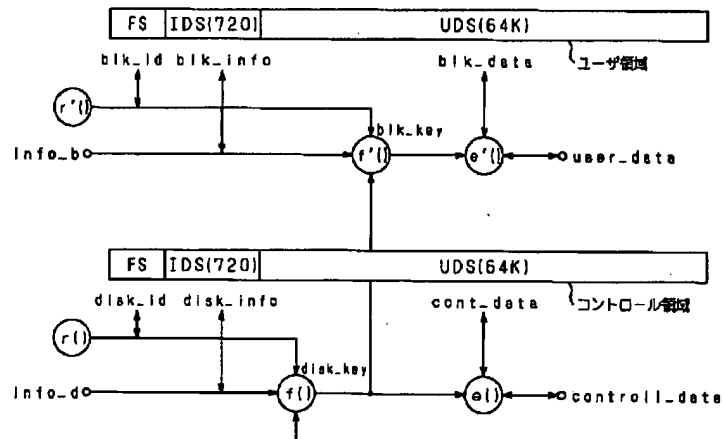 FS IDS(720) UDS(64K)
blk_id blk_info blk_data ユーザ領域
r'()
blk_key
info_b f'() e'() user_data
FS IDS(720) UDS(64K)
disk_id disk_info cont_data コントロール領域
r()
disk_key
info_d f() e() controll_data